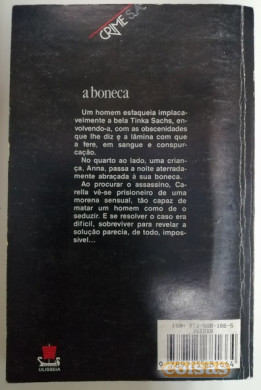 CRIME S.A.
a boneca
Um homem esfaqueia implaca-
velmente a bela Tinka Sachs, en-
volvendo-a, com as obscenidades
que lhe diz e a lâmina com que
a fere, em sangue e conspur-
cação.
No quarto ao lado, uma crian-
ça, Anna, passa a noite aterrada-
mente abraçada à sua boneca.
Ao procurar o assassino, Ca-
rella vê-se prisioneiro de uma
morena sensual, tão capaz de
matar um homem como de o
seduzir. E se resolver o caso era
difícil, sobreviver para revelar a
solução parecia, de todo, impos-
sível...
ULISSEIA
coisas